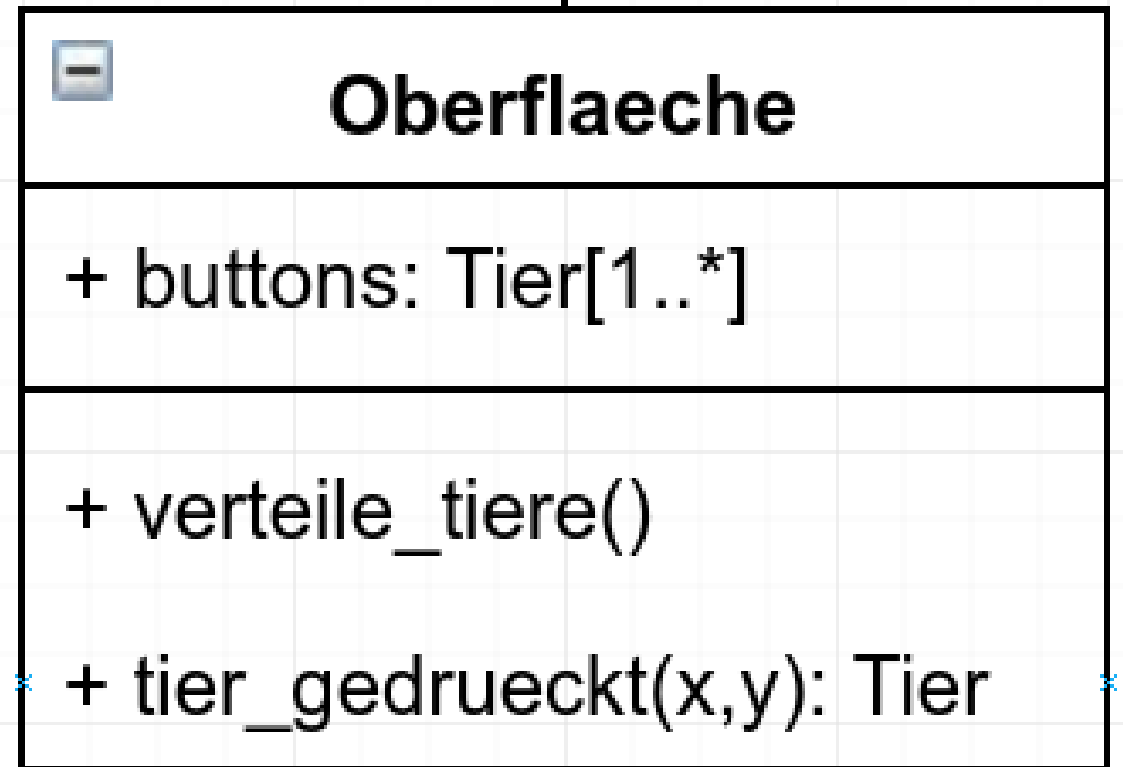 Oberflaeche
+ buttons: Tier[1..*]
+ verteile_tiere()
+ tier_gedrueckt(x,y): Tier